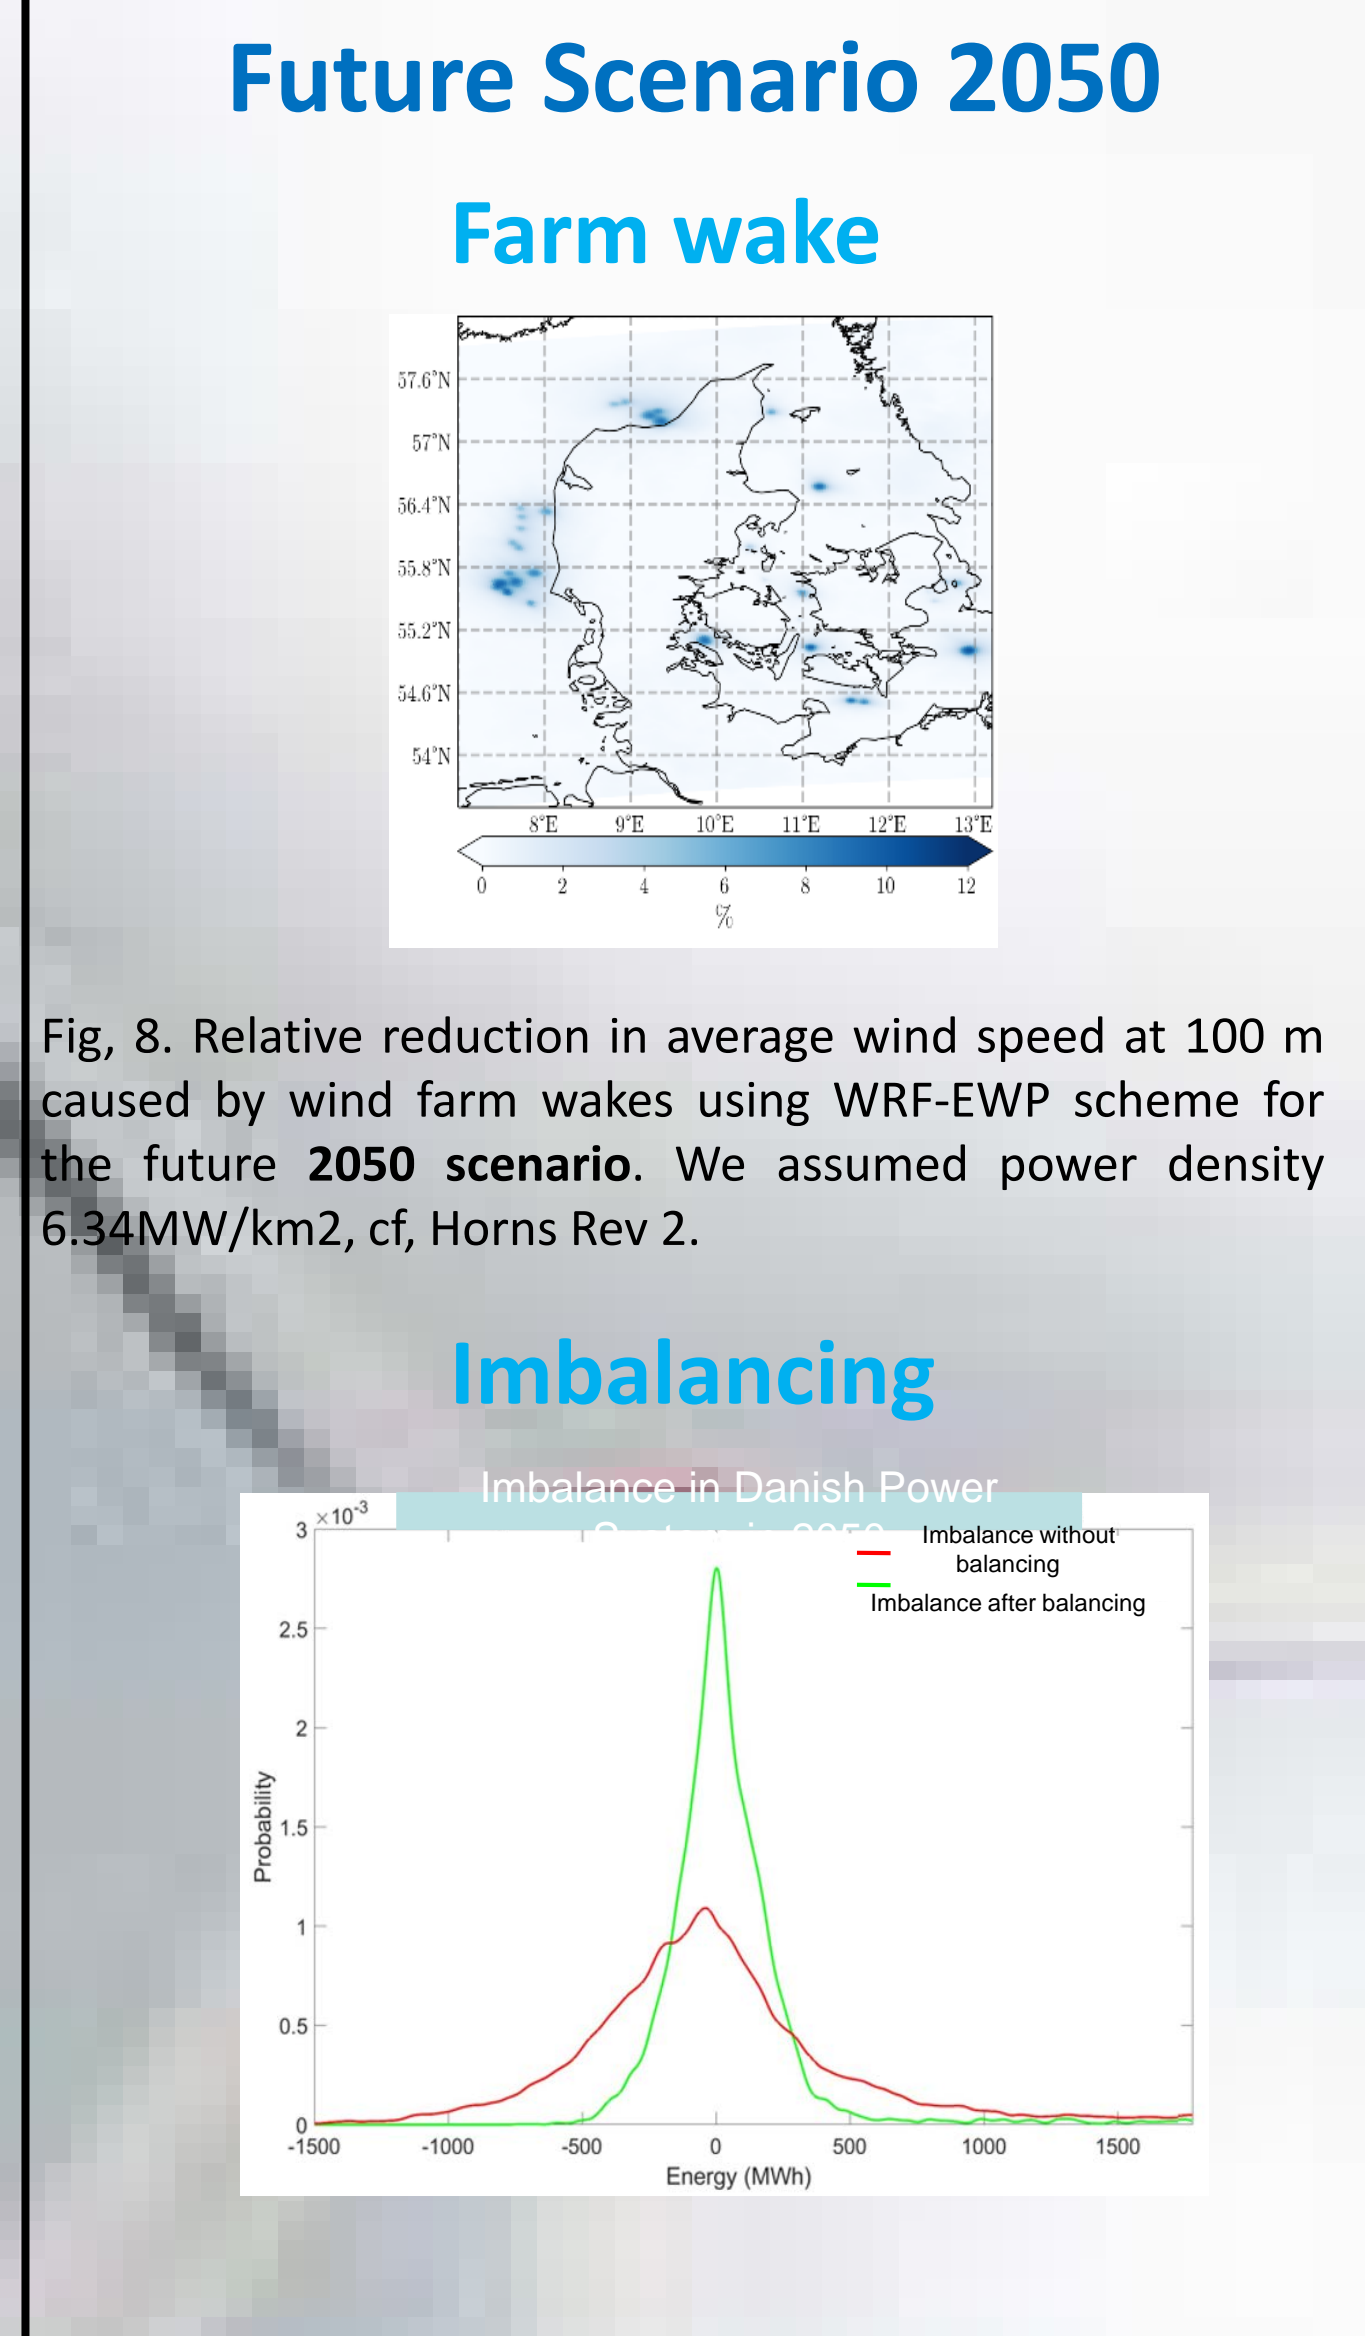 Future Scenario 2050
Farm wake
57.6°N
57°N
56.4°N
55.8°N
55.2°N
54.6°N
54°N
8°E 9°E 10°E 11°E 12°E 13°E
0 2 4 6 8 10 12
%
Fig, 8. Relative reduction in average wind speed at 100 m
caused by wind farm wakes using WRF-EWP scheme for
the future 2050 scenario. We assumed power density
6.34MW/km2, cf, Horns Rev 2.
Imbalancing
Imbalance in Danish Power
×10-3
Imbalance without
balancing
Imbalance after balancing
3
2.5
2
1.5
1
0.5
0
Probability
-1500 -1000 -500 0 500 1000 1500
Energy (MWh)